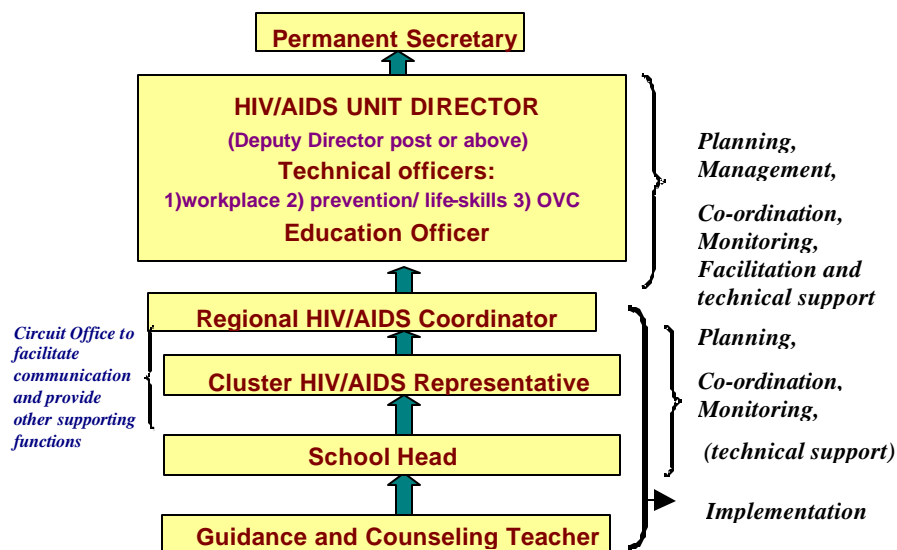 Permanent Secretary
HIV/AIDS UNIT DIRECTOR
(Deputy Director post or above)
Technical officers:
1)workplace 2) prevention/ life-skills 3) OVC
Education Officer
Planning,
Management,
Co-ordination,
Monitoring,
Facilitation and
technical support
Regional HIV/AIDS Coordinator
Circuit Office to
facilitate
communication
and provide
other supporting
functions
Cluster HIV/AIDS Representative
School Head
Planning,
Co-ordination,
Monitoring,
(technical support)
Guidance and Counseling Teacher
Implementation